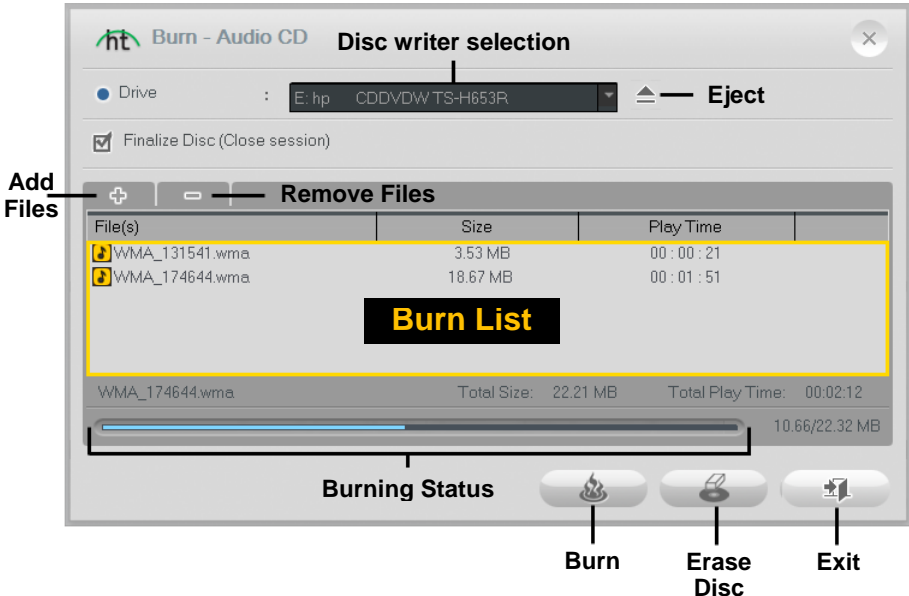 ht Burn - Audio CD
Disc writer selection
Drive : E: hp CDDVDW TS-H653R
Eject
Finalize Disc (Close session)
Add
Files
Remove Files
File(s) Size Play Time
WMA_131541.wma 3.53 MB 00 : 00 : 21
WMA_174644.wma 18.67 MB 00 : 01 : 51
Burn List
WMA_174644.wma Total Size: 22.21 MB Total Play Time: 00:02:12
10.66/22.32 MB
Burning Status
Burn
Erase
Disc
Exit